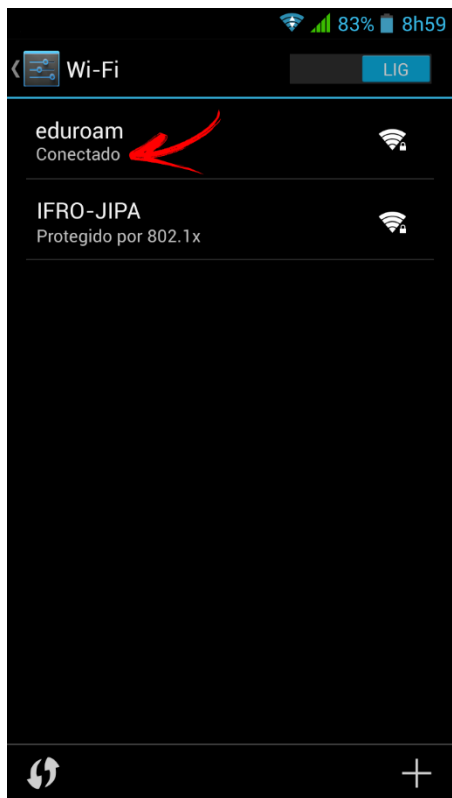 83% 8h59
Wi-Fi LIG
eduroam
Conectado
IFRO-JIPA
Protegido por 802.1x